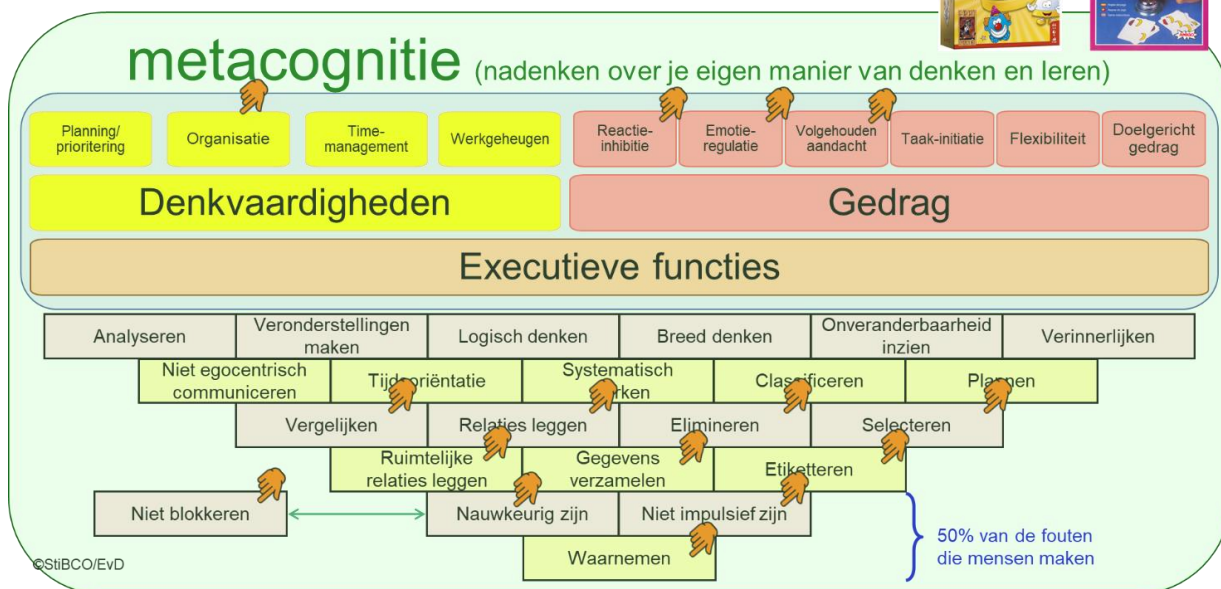 metacognitie (nadenken over je eigen manier van denken en leren)
Planning/
prioritering
Organisatie
Time-
management
Werkgeheugen
Reactie-
inhibitie
Emotie-
regulatie
Volgehouden
aandacht
Taak-initiatie
Flexibiliteit
Doelgericht
gedrag
Denkvaardigheden
Gedrag
Executieve functies
Analyseren
Veronderstellingen
maken
Logisch denken
Breed denken
Onveranderbaarheid
inzien
Verinnerlijken
Niet egocentrisch
communiceren
Tijdsoriëntatie
Systematisch
werken
Classificeren
Plannen
Vergelijken
Relaties leggen
Elimineren
Selecteren
Ruimtelijke
relaties leggen
Gegevens
verzamelen
Etiketteren
Niet blokkeren
Nauwkeurig zijn
Niet impulsief zijn
Waarnemen
50% van de fouten
die mensen maken
©StiBCO/EvD